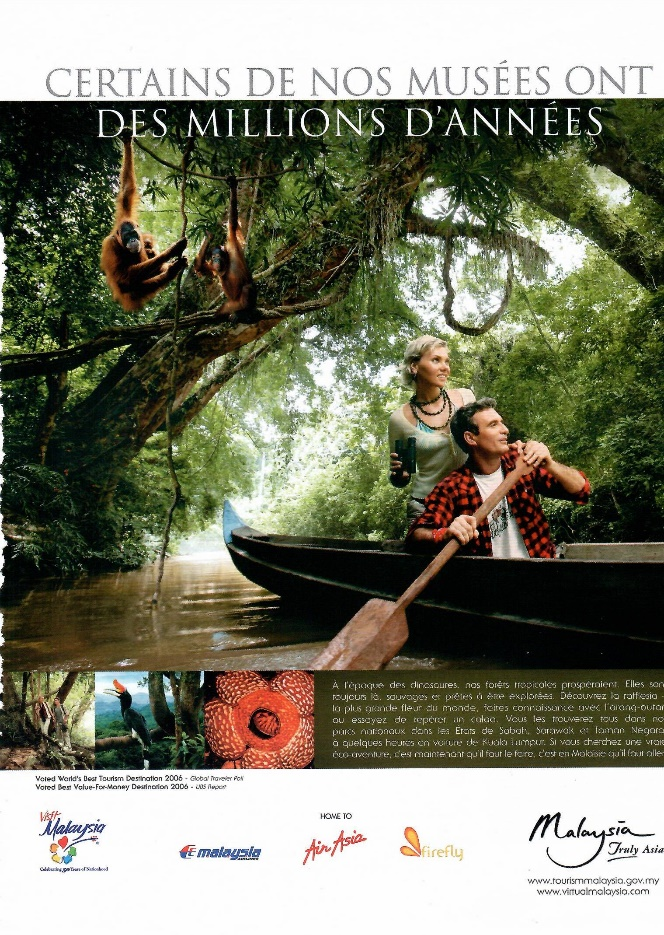 CERTAINS DE NOS MUSÉES ONT
DES MILLIONS D'ANNÉES
A l'époque des dinosaures, nos forêts tropicales prospéraient. Elles son
toujours là, sauvages et prêtes à être explorées. Découvrez la rafflesia
la plus grande fleur du monde, faites connaissance avec l'orang-outan
ou essayez de repérer un calao. Vous les trouverez tous dans no
parcs nationaux dans les Etats de Sabah, Sarawak et Taman Negara
à quelques heures en voiture de Kuala Lumpur. Si vous cherchez une vraie
éco-aventure, c'est maintenant qu'il faut le faire, c'est en Malaisie qu'il faut aller
Voted World's Best Tourism Destination 2006 - Global Traveler Poll
Voted Best Value-For-Money Destination 2006 - UBS Report
Visit
Malaysia
Celebrating 50 Years of Nationhood
malaysia
AIRLINES
HOME TO
Air Asia
firefly
Malaysia
Truly Asia
www.tourismmalaysia.gov.my
www.virtualmalaysia.com